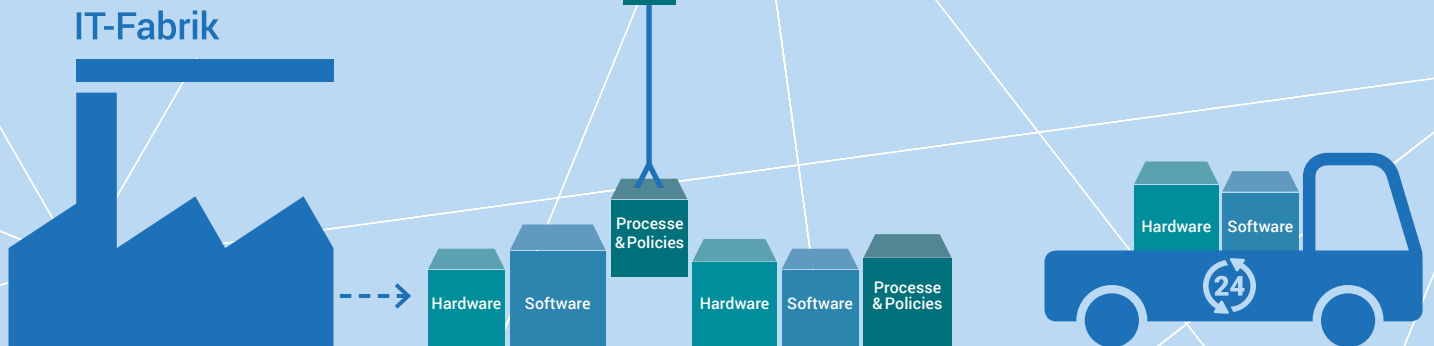 IT-Fabrik
Processe
&Policies
Hardware
Software
Hardware
Software
Processe
&Policies
Hardware
Software
24